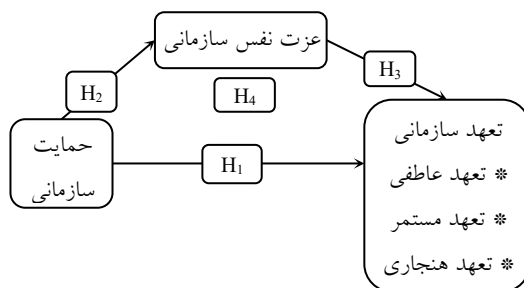 عزت نفس سازمانی
H2
H3
H4
حمایت
سازمانی
H1
تعهد سازمانی
* تعهد عاطفی
* تعهد مستمر
* تعهد هنجاری